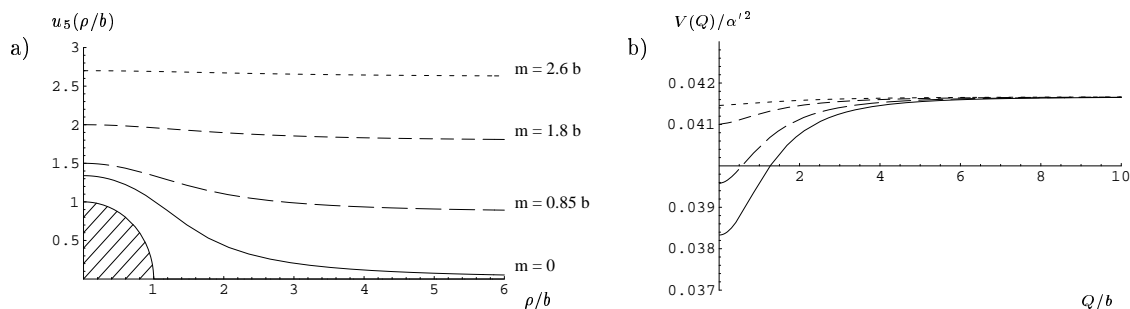 a)
u₅(ρ/b)
3
2.5
2
1.5
1
0.5
1 2 3 4 5 6
ρ/b
m = 2.6 b
m = 1.8 b
m = 0.85 b
m = 0
b)
V(Q)/α′²
0.042
0.041
0.039
0.038
0.037
2 4 6 8 10
Q/b